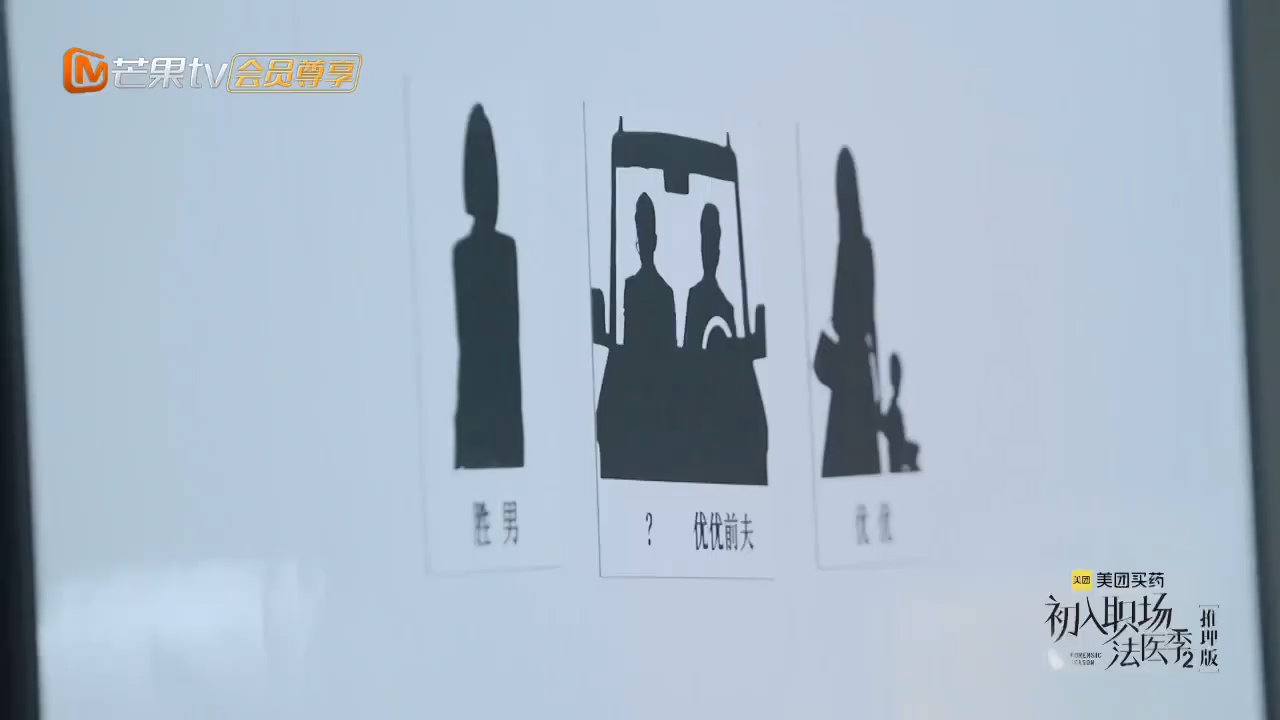 芒果tv会员尊享
胜男
? 优优前夫
优优
美团 美团买药
初入职场
法医季2
推理版
FORENSIC
SEASON